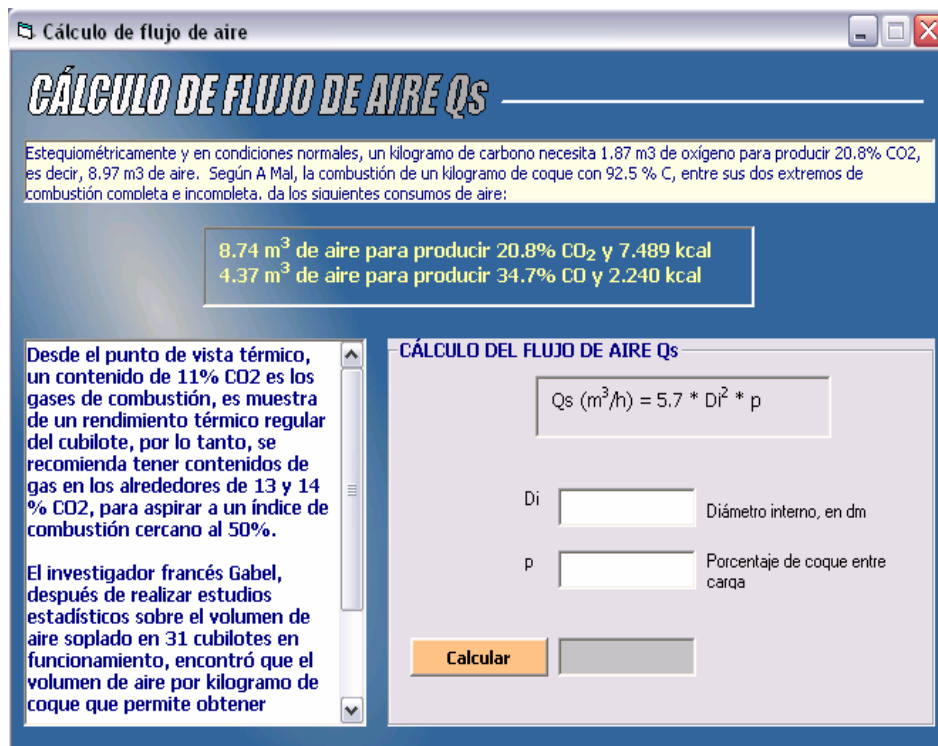 Cálculo de flujo de aire
CÁLCULO DE FLUJO DE AIRE Qs
Estequiométricamente y en condiciones normales, un kilogramo de carbono necesita 1.87 m3 de oxígeno para producir 20.8% CO2,
es decir, 8.97 m3 de aire. Según A Mal, la combustión de un kilogramo de coque con 92.5 % C, entre sus dos extremos de
combustión completa e incompleta, da los siguientes consumos de aire:
8.74 m³ de aire para producir 20.8% CO₂ y 7.489 kcal
4.37 m³ de aire para producir 34.7% CO y 2.240 kcal
Desde el punto de vista térmico,
un contenido de 11% CO2 es los
gases de combustión, es muestra
de un rendimiento térmico regular
del cubilote, por lo tanto, se
recomienda tener contenidos de
gas en los alrededores de 13 y 14
% CO2, para aspirar a un índice de
combustión cercano al 50%.
El investigador francés Gabel,
después de realizar estudios
estadísticos sobre el volumen de
aire soplado en 31 cubilotes en
funcionamiento, encontró que el
volumen de aire por kilogramo de
coque que permite obtener
CÁLCULO DEL FLUJO DE AIRE Qs
Qs (m³/h) = 5.7 * Di² * p
Di
Diámetro interno, en dm
p
Porcentaje de coque entre
carga
Calcular